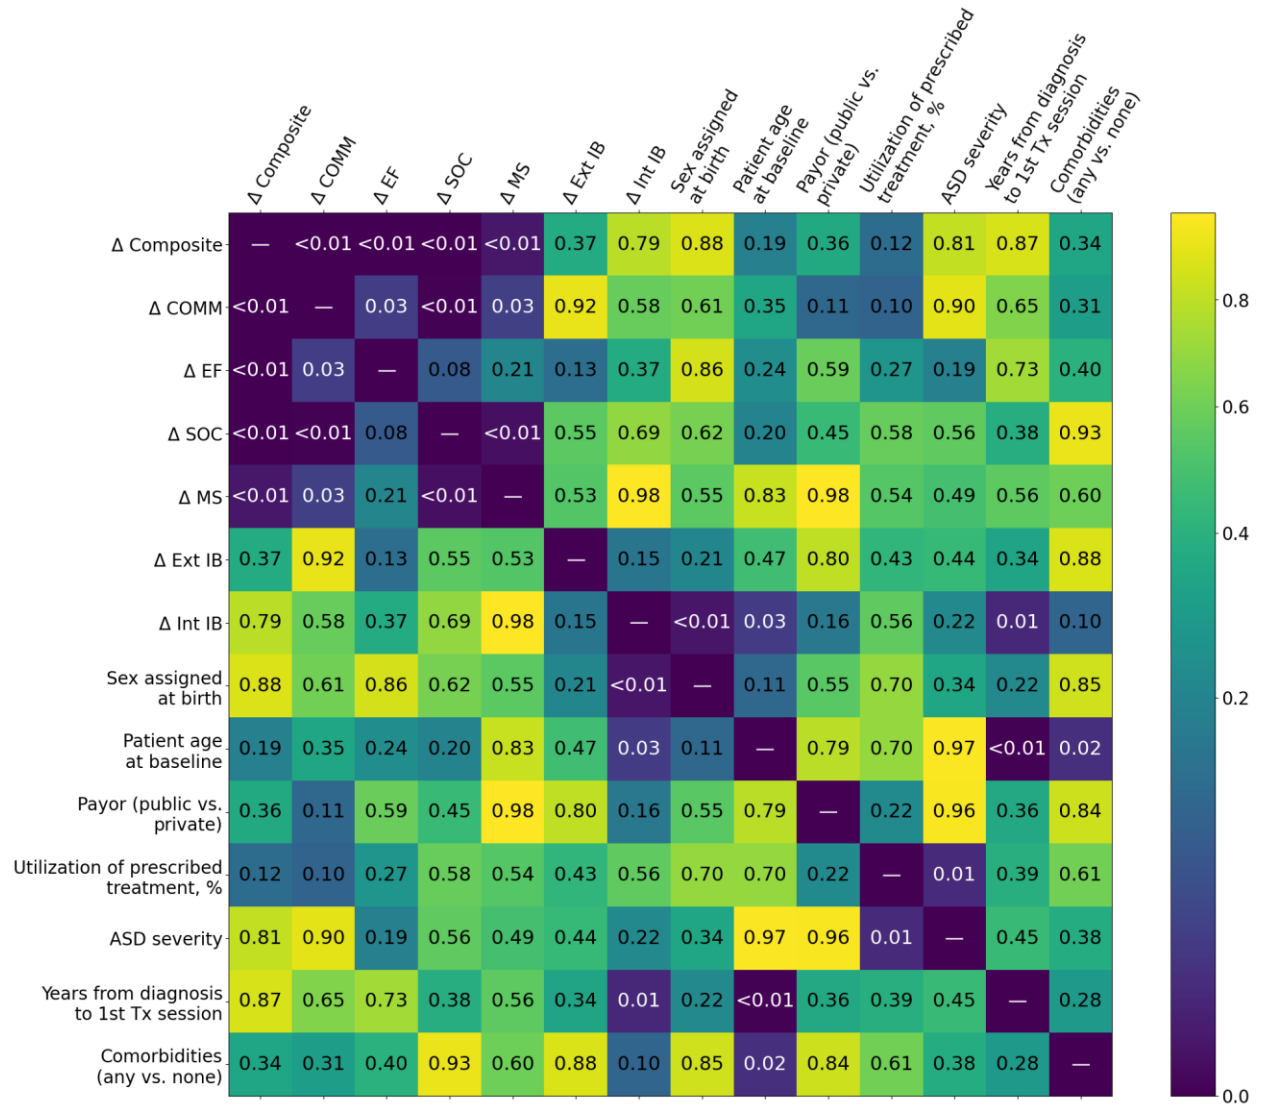 Δ Composite
Δ COMM
Δ EF
Δ SOC
Δ MS
Δ Ext IB
Δ Int IB
Sex assigned
at birth
Patient age
at baseline
Payor (public vs.
private)
Utilization of prescribed
treatment, %
ASD severity
Years from diagnosis
to 1st Tx session
Comorbidities
(any vs. none)
Δ Composite — <0.01 <0.01 <0.01 <0.01 0.37 0.79 0.88 0.19 0.36 0.12 0.81 0.87 0.34
Δ COMM <0.01 — 0.03 <0.01 0.03 0.92 0.58 0.61 0.35 0.11 0.10 0.90 0.65 0.31
Δ EF <0.01 0.03 — 0.08 0.21 0.13 0.37 0.86 0.24 0.59 0.27 0.19 0.73 0.40
Δ SOC <0.01 <0.01 0.08 — <0.01 0.55 0.69 0.62 0.20 0.45 0.58 0.56 0.38 0.93
Δ MS <0.01 0.03 0.21 <0.01 — 0.53 0.98 0.55 0.83 0.98 0.54 0.49 0.56 0.60
Δ Ext IB 0.37 0.92 0.13 0.55 0.53 — 0.15 0.21 0.47 0.80 0.43 0.44 0.34 0.88
Δ Int IB 0.79 0.58 0.37 0.69 0.98 0.15 — <0.01 0.03 0.16 0.56 0.22 0.01 0.10
Sex assigned
at birth 0.88 0.61 0.86 0.62 0.55 0.21 <0.01 — 0.11 0.55 0.70 0.34 0.22 0.85
Patient age
at baseline 0.19 0.35 0.24 0.20 0.83 0.47 0.03 0.11 — 0.79 0.70 0.97 <0.01 0.02
Payor (public vs.
private) 0.36 0.11 0.59 0.45 0.98 0.80 0.16 0.55 0.79 — 0.22 0.96 0.36 0.84
Utilization of prescribed
treatment, % 0.12 0.10 0.27 0.58 0.54 0.43 0.56 0.70 0.70 0.22 — 0.01 0.39 0.61
ASD severity 0.81 0.90 0.19 0.56 0.49 0.44 0.22 0.34 0.97 0.96 0.01 — 0.45 0.38
Years from diagnosis
to 1st Tx session 0.87 0.65 0.73 0.38 0.56 0.34 0.01 0.22 <0.01 0.36 0.39 0.45 — 0.28
Comorbidities
(any vs. none) 0.34 0.31 0.40 0.93 0.60 0.88 0.10 0.85 0.02 0.84 0.61 0.38 0.28 —
0.8
0.6
0.4
0.2
0.0